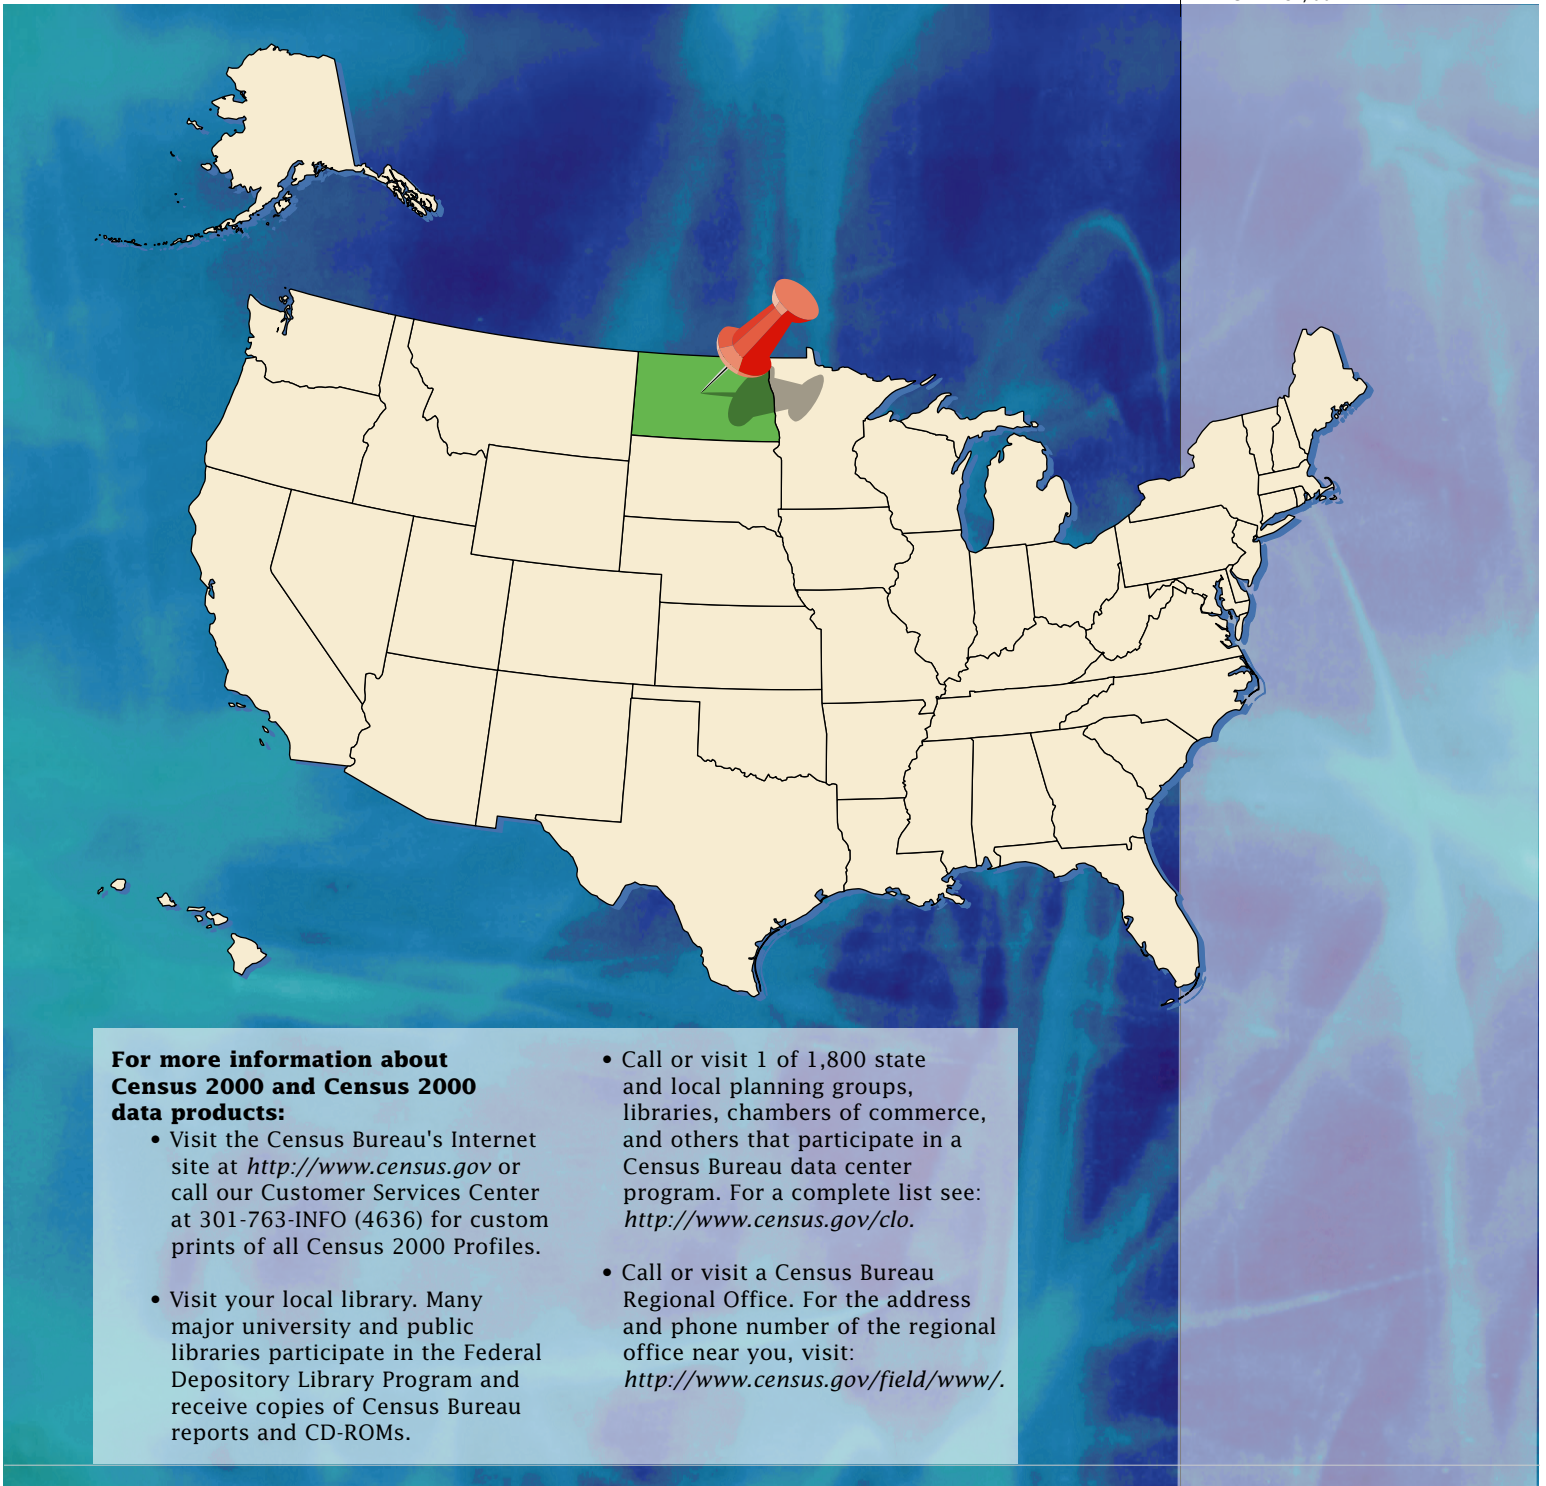 For more information about
Census 2000 and Census 2000
data products:
• Visit the Census Bureau's Internet
site at http://www.census.gov or
call our Customer Services Center
at 301-763-INFO (4636) for custom
prints of all Census 2000 Profiles.
• Visit your local library. Many
major university and public
libraries participate in the Federal
Depository Library Program and
receive copies of Census Bureau
reports and CD-ROMs.
• Call or visit 1 of 1,800 state
and local planning groups,
libraries, chambers of commerce,
and others that participate in a
Census Bureau data center
program. For a complete list see:
http://www.census.gov/clo.
• Call or visit a Census Bureau
Regional Office. For the address
and phone number of the regional
office near you, visit:
http://www.census.gov/field/www/.